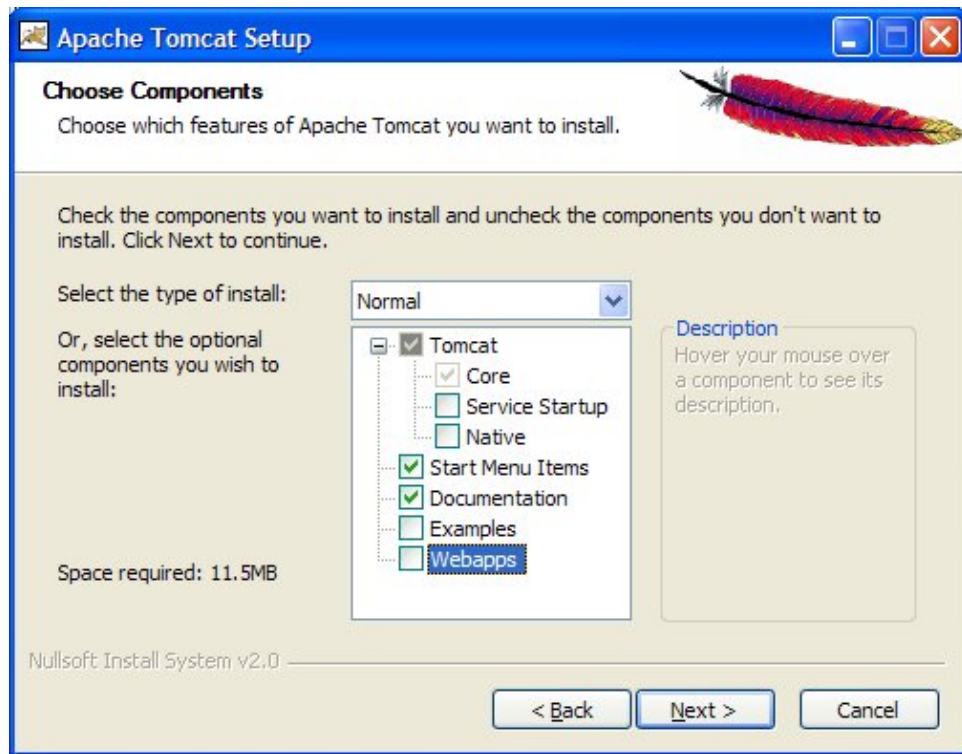 Apache Tomcat Setup
Choose Components
Choose which features of Apache Tomcat you want to install.
Check the components you want to install and uncheck the components you don't want to
install. Click Next to continue.
Select the type of install:
Normal
Or, select the optional
components you wish to
install:
Tomcat
Core
Service Startup
Native
Start Menu Items
Documentation
Examples
Webapps
Description
Hover your mouse over
a component to see its
description.
Space required: 11.5MB
Nullsoft Install System v2.0
< Back
Next >
Cancel